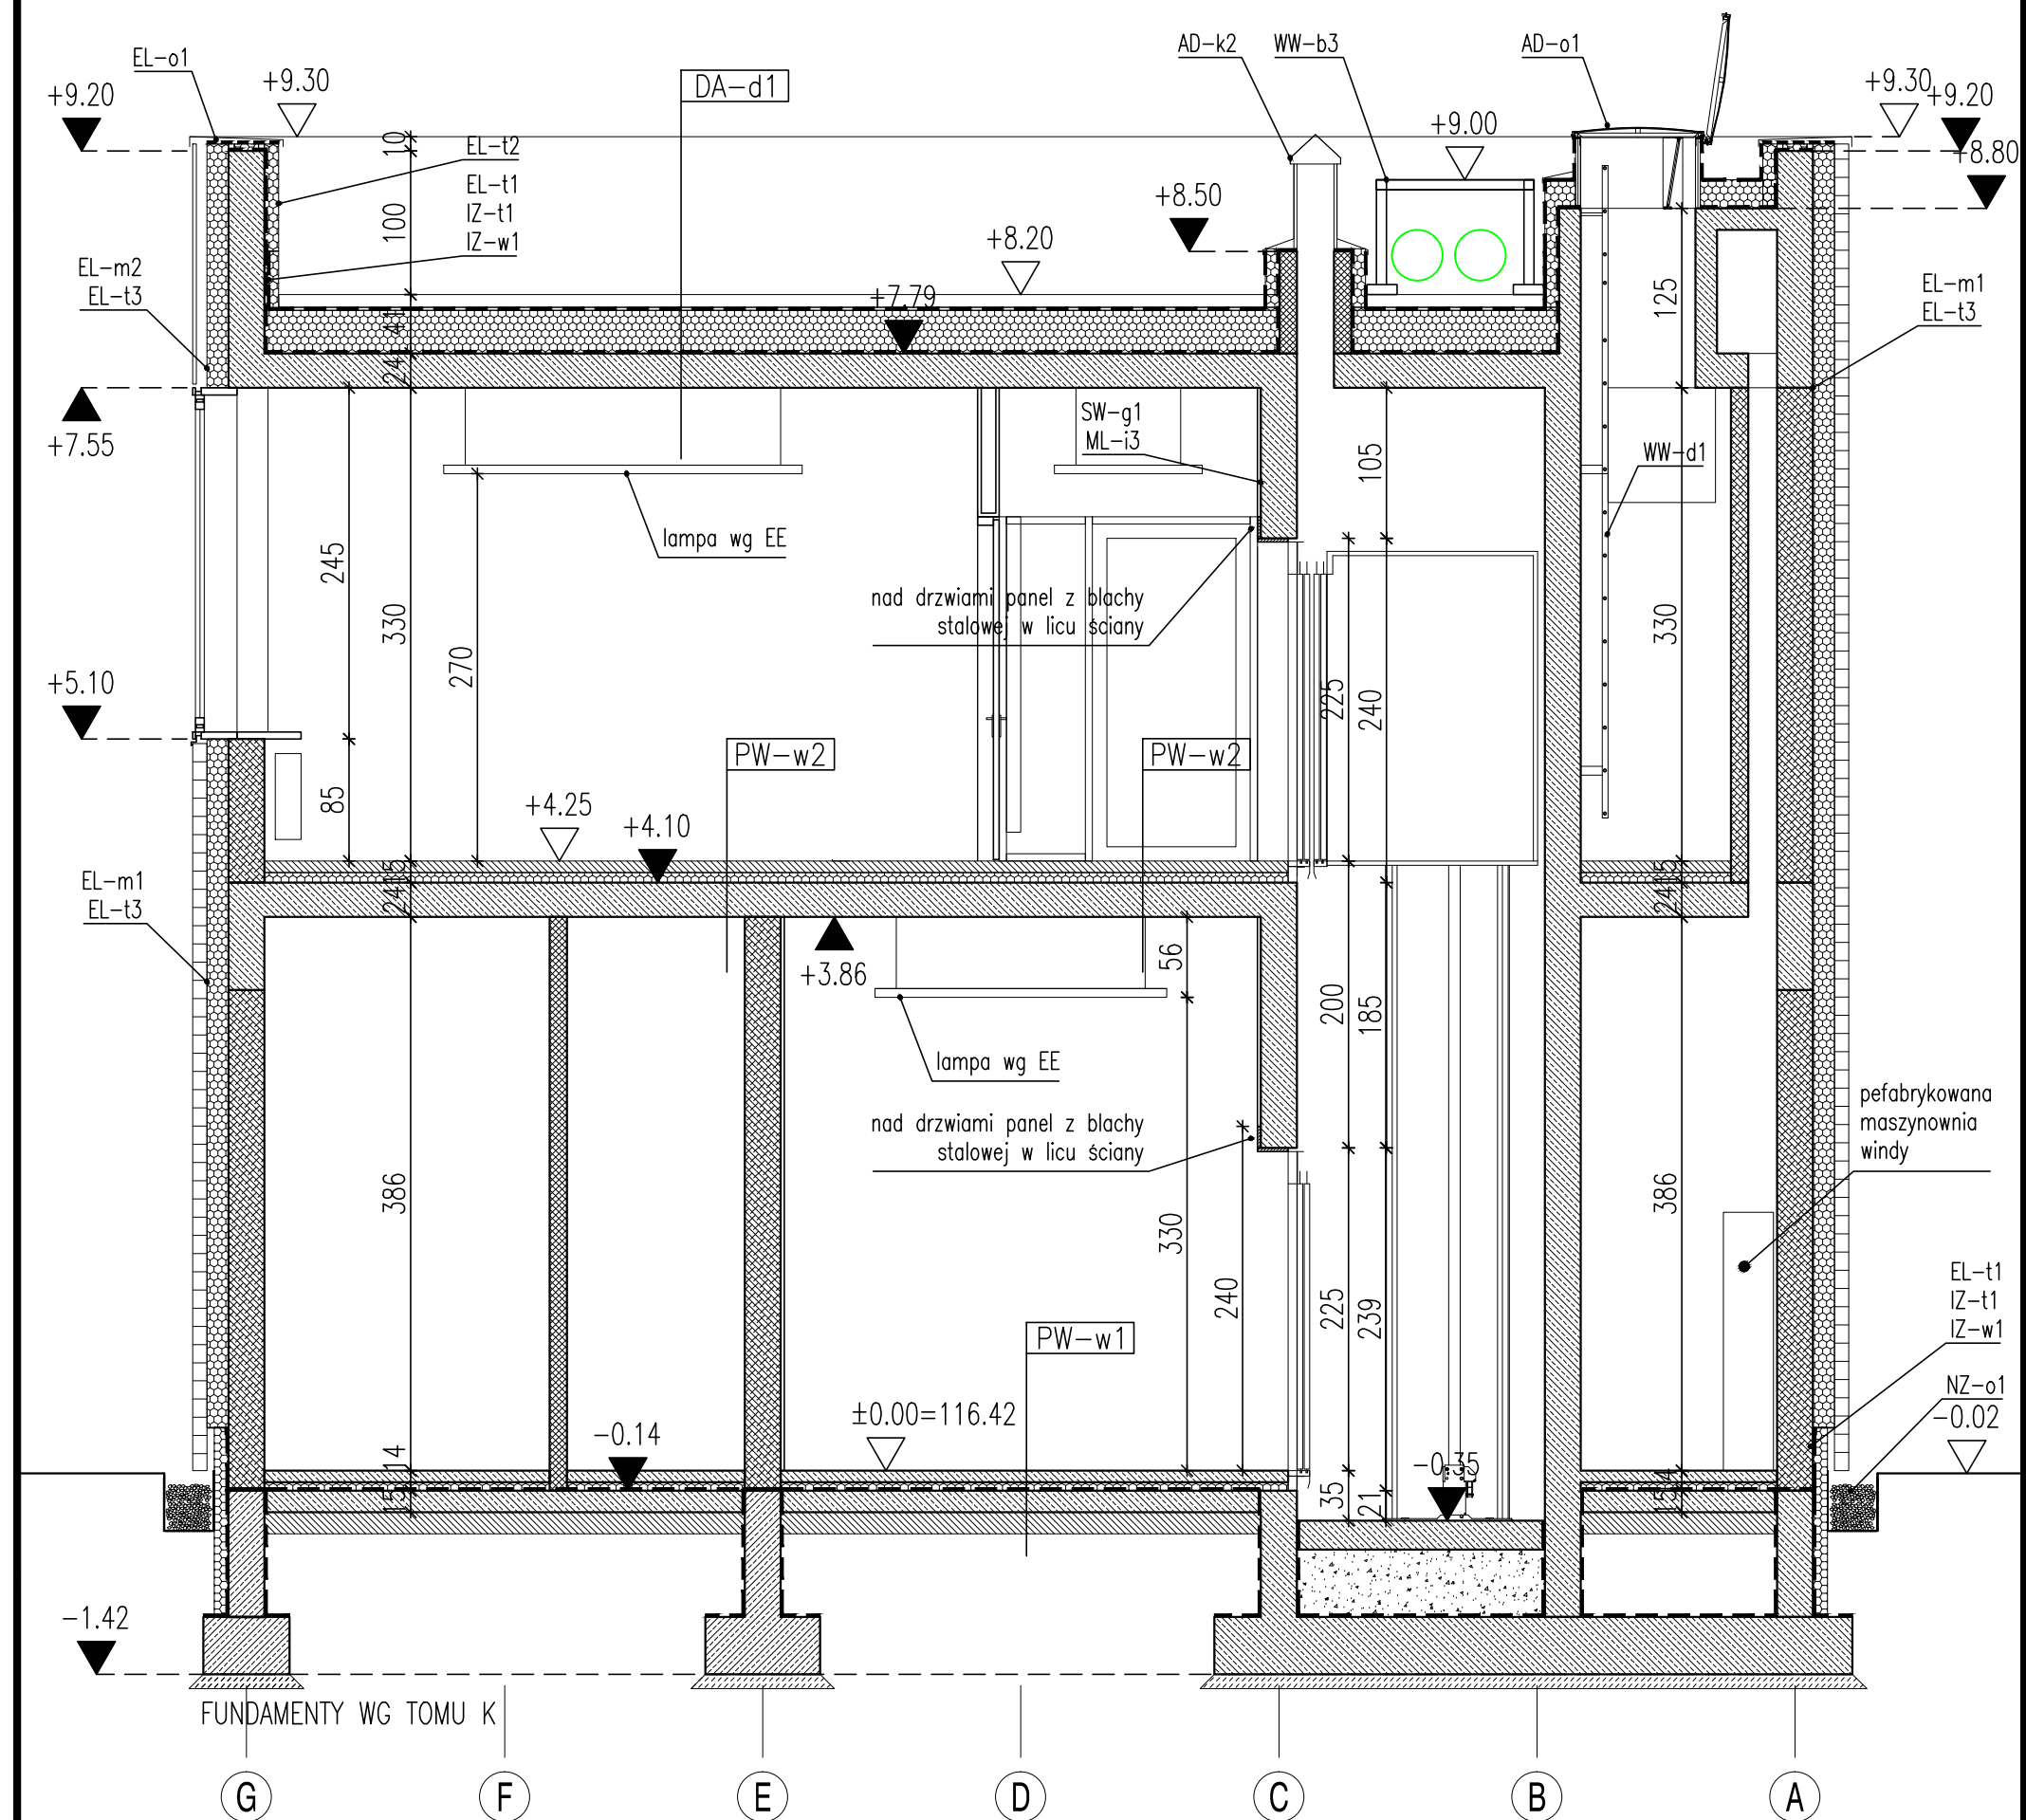 EL-o1
+9.30
+9.20
DA-d1
AD-k2
WW-b3
AD-o1
+9.30
+9.20
+8.80
+9.00
10
EL-t2
EL-t1
IZ-t1
IZ-w1
100
+8.50
+8.20
EL-m2
EL-t3
+7.79
41
24
125
EL-m1
EL-t3
+7.55
SW-g1
ML-i3
105
WW-d1
lampa wg EE
245
330
270
nad drzwiami panel z blachy
stalowej w licu ściany
225
240
330
+5.10
PW-w2
PW-w2
85
+4.25
+4.10
15
24
2415
EL-m1
EL-t3
+3.86
56
200
185
lampa wg EE
nad drzwiami panel z blachy
stalowej w licu ściany
pefabrykowana
maszynownia
windy
386
330
240
225
239
386
EL-t1
IZ-t1
IZ-w1
PW-w1
NZ-o1
-0.02
±0.00=116.42
-0.14
-0.35
14
15
35
21
1514
-1.42
FUNDAMENTY WG TOMU K
G
F
E
D
C
B
A